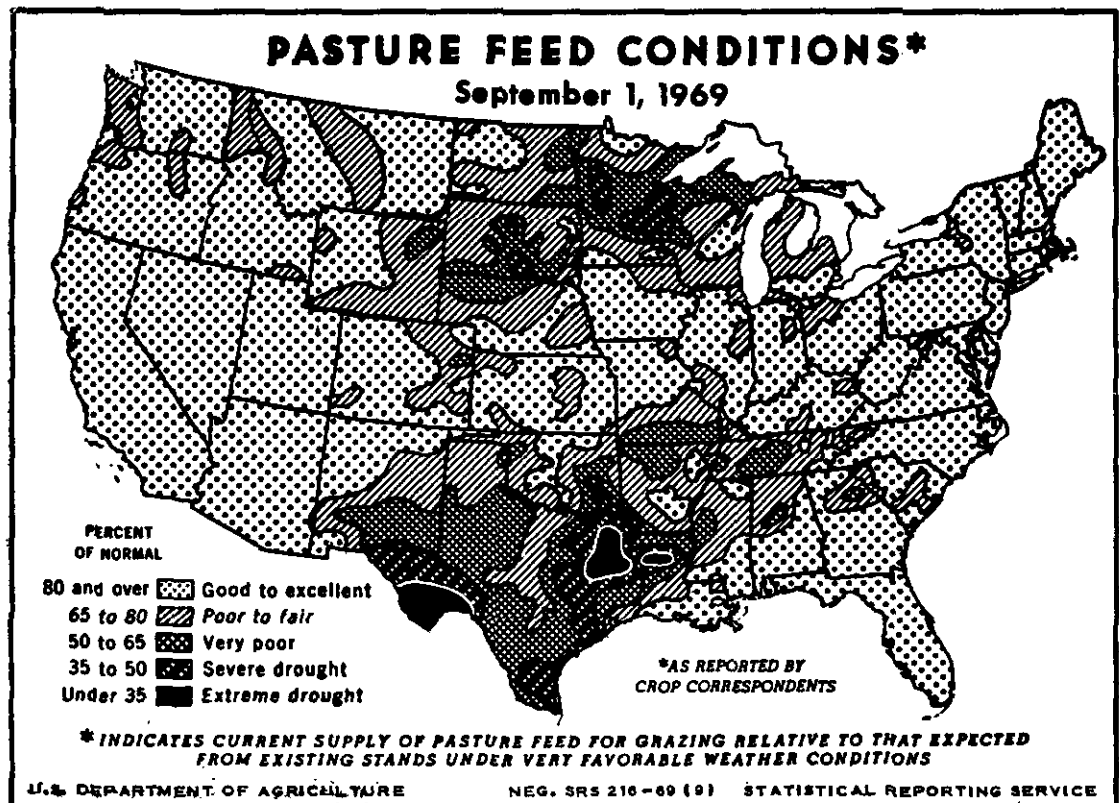 PASTURE FEED CONDITIONS*
September 1, 1969
PERCENT
OF NORMAL
80 and over Good to excellent
65 to 80 Poor to fair
50 to 65 Very poor
35 to 50 Severe drought
Under 35 Extreme drought
*AS REPORTED BY
CROP CORRESPONDENTS
* INDICATES CURRENT SUPPLY OF PASTURE FEED FOR GRAZING RELATIVE TO THAT EXPECTED
FROM EXISTING STANDS UNDER VERT FAVORABLE WEATHER CONDITIONS
U.S. DEPARTMENT OF AGRICULTURE NEG. SRS 216-69 (9) STATISTICAL REPORTING SERVICE